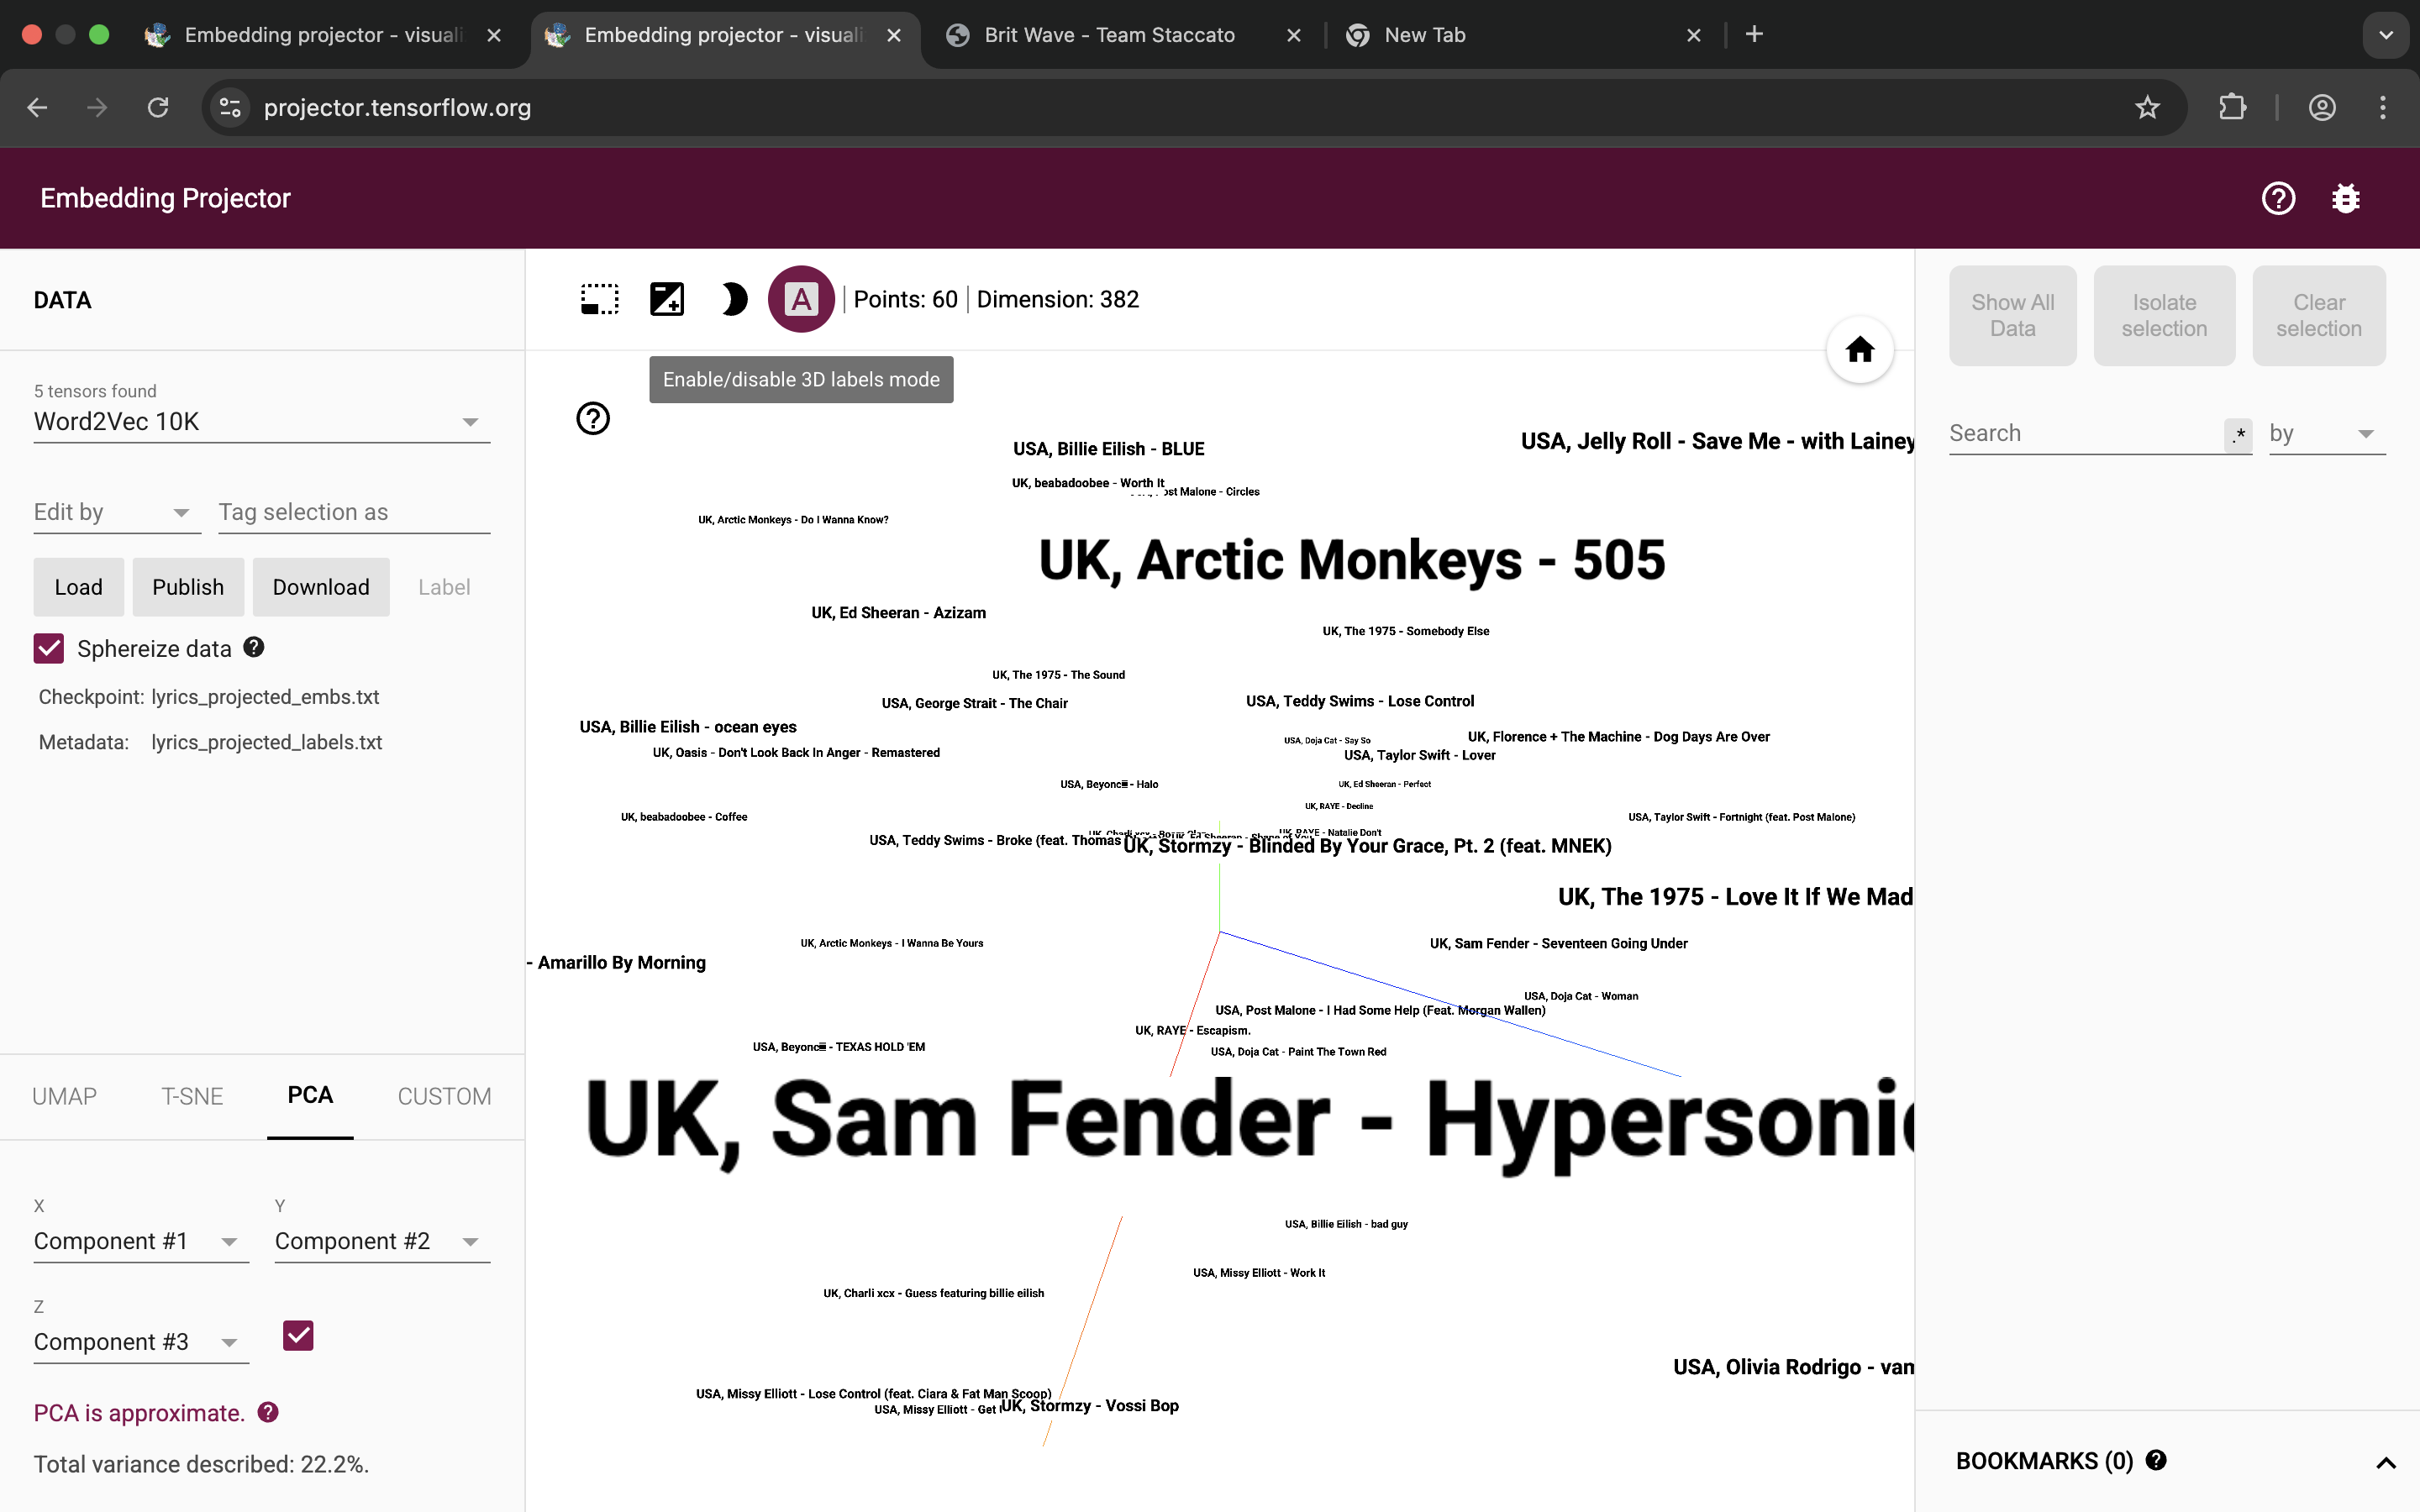 Embedding projector - visuali
Embedding projector - visuali
Brit Wave - Team Staccato
New Tab
projector.tensorflow.org
Embedding Projector
DATA
5 tensors found
Word2Vec 10K
Edit by
Tag selection as
Load
Publish
Download
Label
Sphereize data
Checkpoint: lyrics_projected_embs.txt
Metadata: lyrics_projected_labels.txt
UMAP
T-SNE
PCA
CUSTOM
X
Component #1
Y
Component #2
Z
Component #3
PCA is approximate.
Total variance described: 22.2%.
A
Points: 60
Dimension: 382
Enable/disable 3D labels mode
USA, Billie Eilish - BLUE
USA, Jelly Roll - Save Me - with Lainey
UK, beabadoobee - Worth It
Post Malone - Circles
UK, Arctic Monkeys - Do I Wanna Know?
UK, Arctic Monkeys - 505
UK, Ed Sheeran - Azizam
UK, The 1975 - Somebody Else
UK, The 1975 - The Sound
USA, George Strait - The Chair
USA, Teddy Swims - Lose Control
USA, Billie Eilish - ocean eyes
UK, Florence + The Machine - Dog Days Are Over
USA, Doja Cat - Say So
UK, Oasis - Don't Look Back In Anger - Remastered
USA, Taylor Swift - Lover
USA, Beyonc - Halo
UK, Ed Sheeran - Perfect
UK, RAYE - Decline
UK, beabadoobee - Coffee
USA, Taylor Swift - Fortnight (feat. Post Malone)
UK, RAYE - Natalie Don't
USA, Teddy Swims - Broke (feat. Thomas
UK, Stormzy - Blinded By Your Grace, Pt. 2 (feat. MNEK)
UK, The 1975 - Love It If We Mad
UK, Arctic Monkeys - I Wanna Be Yours
UK, Sam Fender - Seventeen Going Under
- Amarillo By Morning
USA, Doja Cat - Woman
USA, Post Malone - I Had Some Help (Feat. Morgan Wallen)
UK, RAYE - Escapism.
USA, Beyonc - TEXAS HOLD 'EM
USA, Doja Cat - Paint The Town Red
UK, Sam Fender - Hypersonic
USA, Billie Eilish - bad guy
USA, Missy Elliott - Work It
UK, Charli xcx - Guess featuring billie eilish
USA, Olivia Rodrigo - vam
USA, Missy Elliott - Lose Control (feat. Ciara & Fat Man Scoop)
USA, Missy Elliott - Get
UK, Stormzy - Vossi Bop
Show All
Data
Isolate
selection
Clear
selection
Search
.*
by
BOOKMARKS (0)